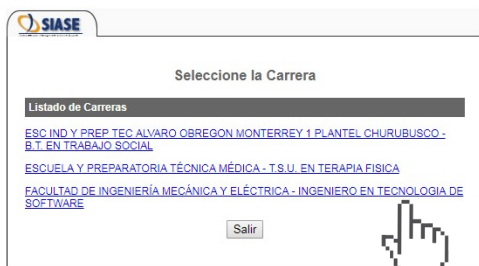 SIASE
Seleccione la Carrera
Listado de Carreras
ESC IND Y PREP TEC ALVARO OBREGON MONTERREY 1 PLANTEL CHURUBUSCO -
B.T. EN TRABAJO SOCIAL
ESCUELA Y PREPARATORIA TÉCNICA MÉDICA - T.S.U. EN TERAPIA FISICA
FACULTAD DE INGENIERÍA MECÁNICA Y ELÉCTRICA - INGENIERO EN TECNOLOGIA DE
SOFTWARE
Salir